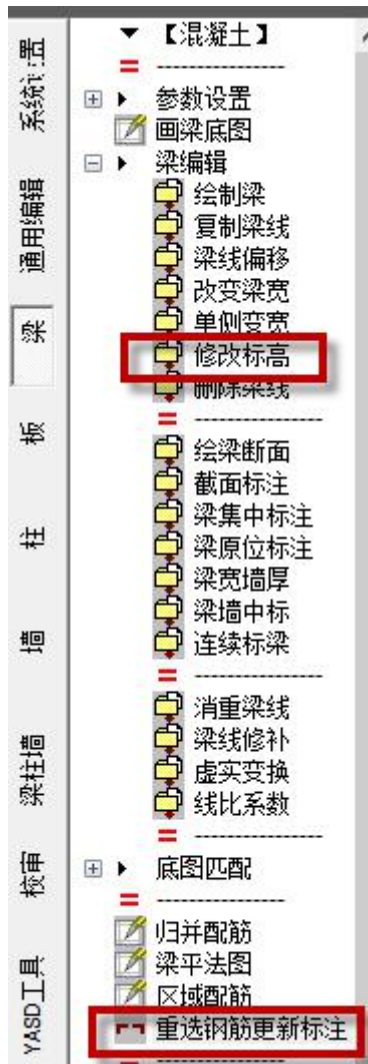 系统设置
通用编辑
梁
板
柱
墙
梁柱墙
校审
YASD工具
【混凝土】
= ----------------
参数设置
画梁底图
梁编辑
绘制梁
复制梁线
梁线偏移
改变梁宽
单侧变宽
修改标高
删除梁线
= ----------------
绘梁断面
截面标注
梁集中标注
梁原位标注
梁宽墙厚
梁墙中标
连续标梁
= ----------------
消重梁线
梁线修补
虚实变换
线比系数
= ----------------
底图匹配
= ----------------
归并配筋
梁平法图
区域配筋
重选钢筋更新标注